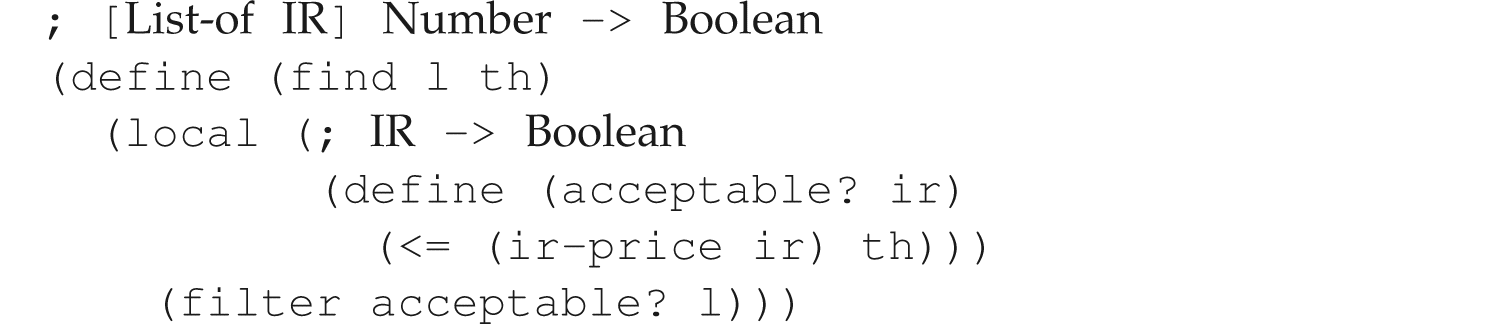 ; [List-of IR] Number -> Boolean
(define (find l th)
(local (; IR -> Boolean
(define (acceptable? ir)
(<= (ir-price ir) th)))
(filter acceptable? l)))